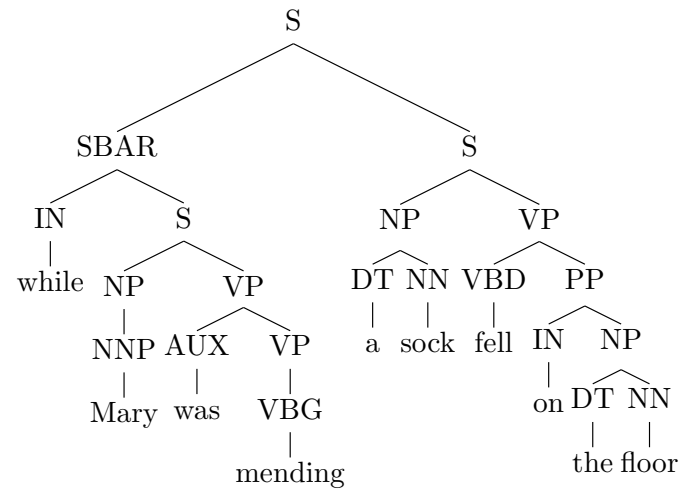 S
SBAR S
IN S NP VP
while NP VP DT NN VBD PP
NNP AUX VP a sock fell IN NP
Mary was VBG on DT NN
mending the floor